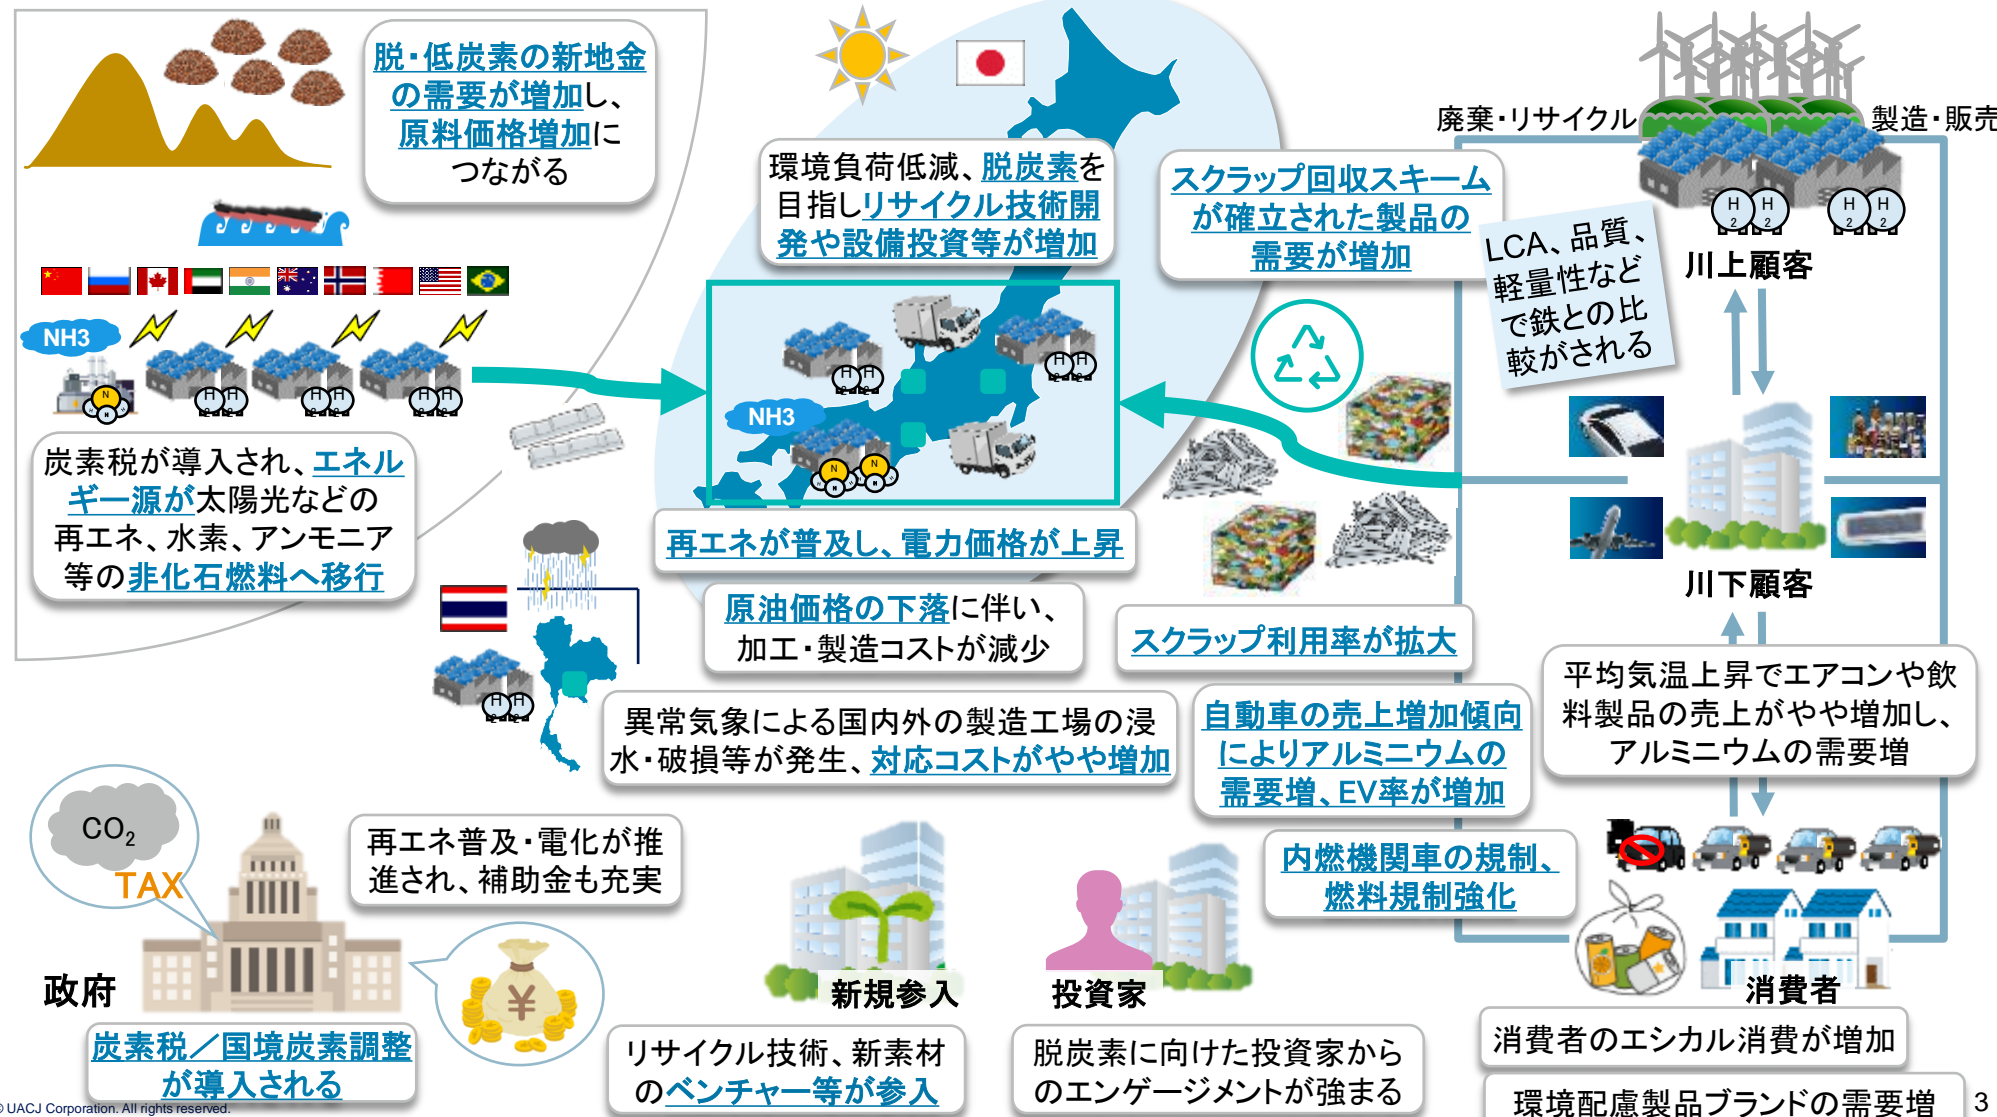 脱・低炭素の新地金
の需要が増加し、
原料価格増加に
つながる
NH3
H
2
H
2
H
2
H
2
H
2
H
2
N
炭素税が導入され、エネル
ギー源が太陽光などの
再エネ、水素、アンモニア
等の非化石燃料へ移行
環境負荷低減、脱炭素を
目指しリサイクル技術開
発や設備投資等が増加
H
2
H
2
H
2
H
2
NH3
N
N
再エネが普及し、電力価格が上昇
原油価格の下落に伴い、
加工・製造コストが減少
H
2
H
2
異常気象による国内外の製造工場の浸
水・破損等が発生、対応コストがやや増加
スクラップ回収スキーム
が確立された製品の
需要が増加
スクラップ利用率が拡大
自動車の売上増加傾向
によりアルミニウムの
需要増、EV率が増加
内燃機関車の規制、
燃料規制強化
廃棄・リサイクル
製造・販売
H
2
H
2
H
2
H
2
川上顧客
LCA、品質、
軽量性など
で鉄との比
較がされる
川下顧客
平均気温上昇でエアコンや飲
料製品の売上がやや増加し、
アルミニウムの需要増
消費者
消費者のエシカル消費が増加
環境配慮製品ブランドの需要増
CO2
TAX
政府
再エネ普及・電化が推
進され、補助金も充実
¥
炭素税／国境炭素調整
が導入される
新規参入
リサイクル技術、新素材
のベンチャー等が参入
投資家
脱炭素に向けた投資家から
のエンゲージメントが強まる
© UACJ Corporation. All rights reserved.
3